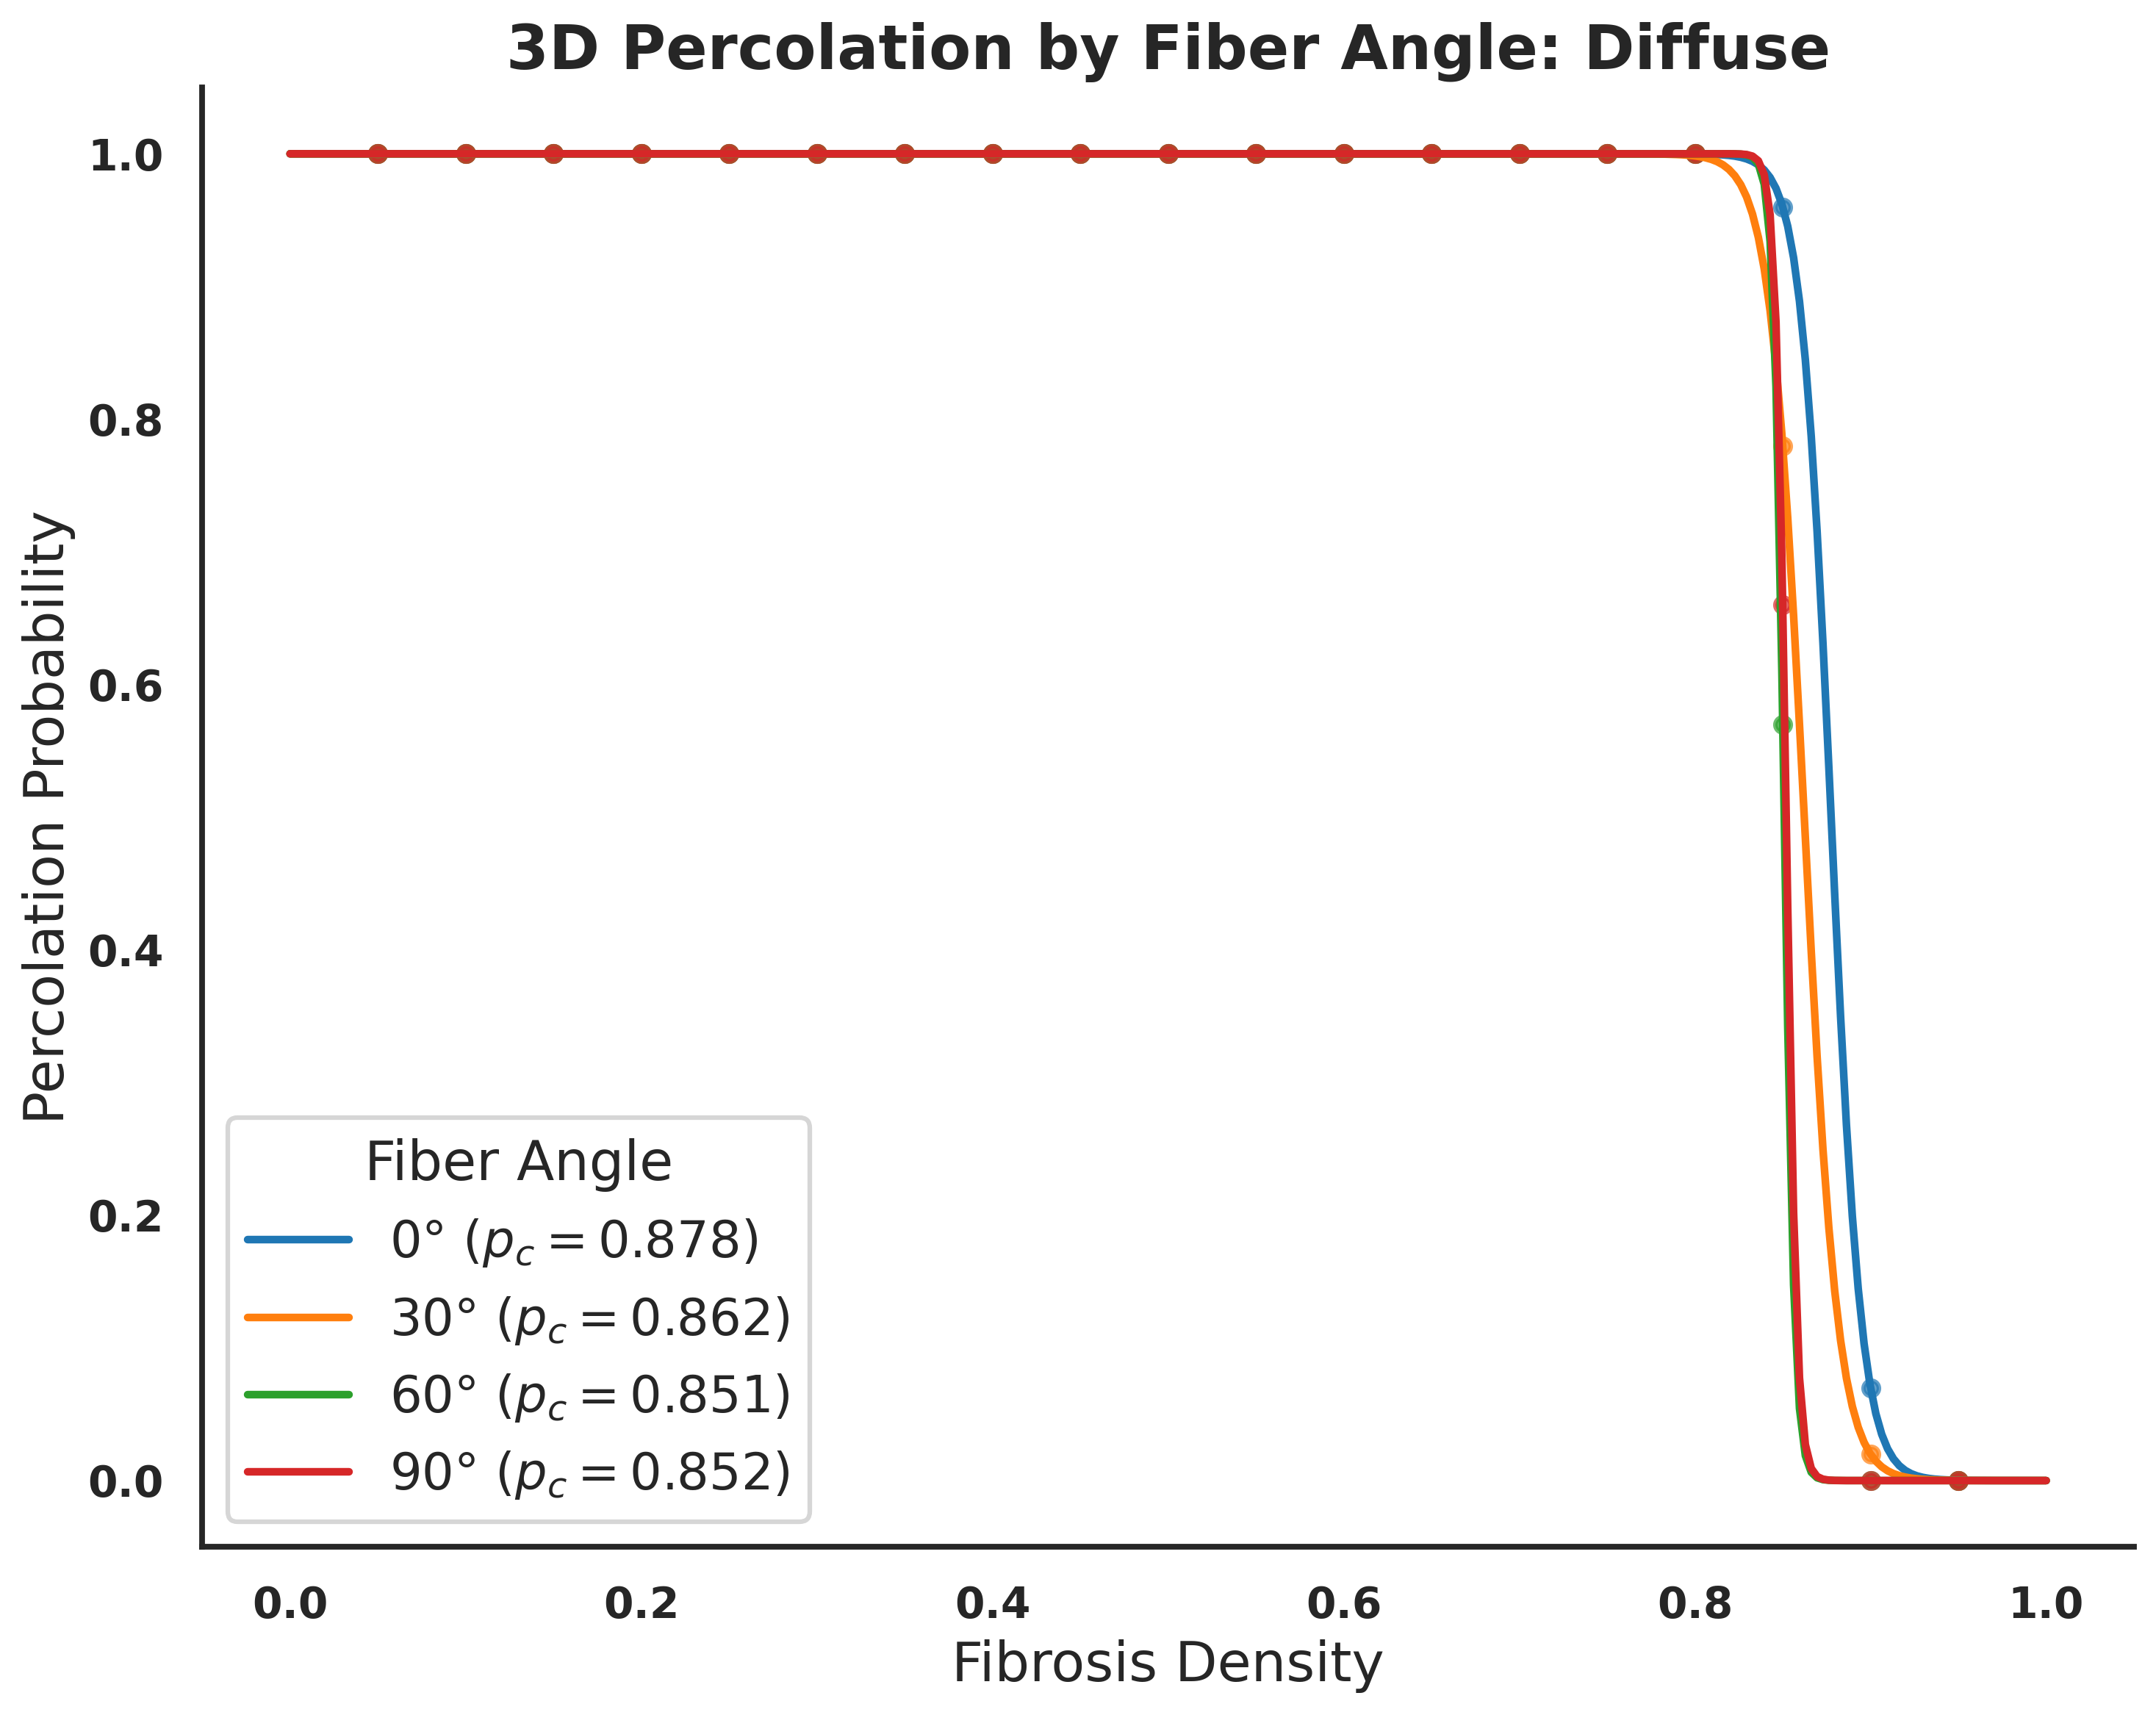 3D Percolation by Fiber Angle: Diffuse
Percolation Probability
1.0
0.8
0.6
0.4
0.2
0.0
Fiber Angle
0° (p_c = 0.878)
30° (p_c = 0.862)
60° (p_c = 0.851)
90° (p_c = 0.852)
0.0 0.2 0.4 0.6 0.8 1.0
Fibrosis Density